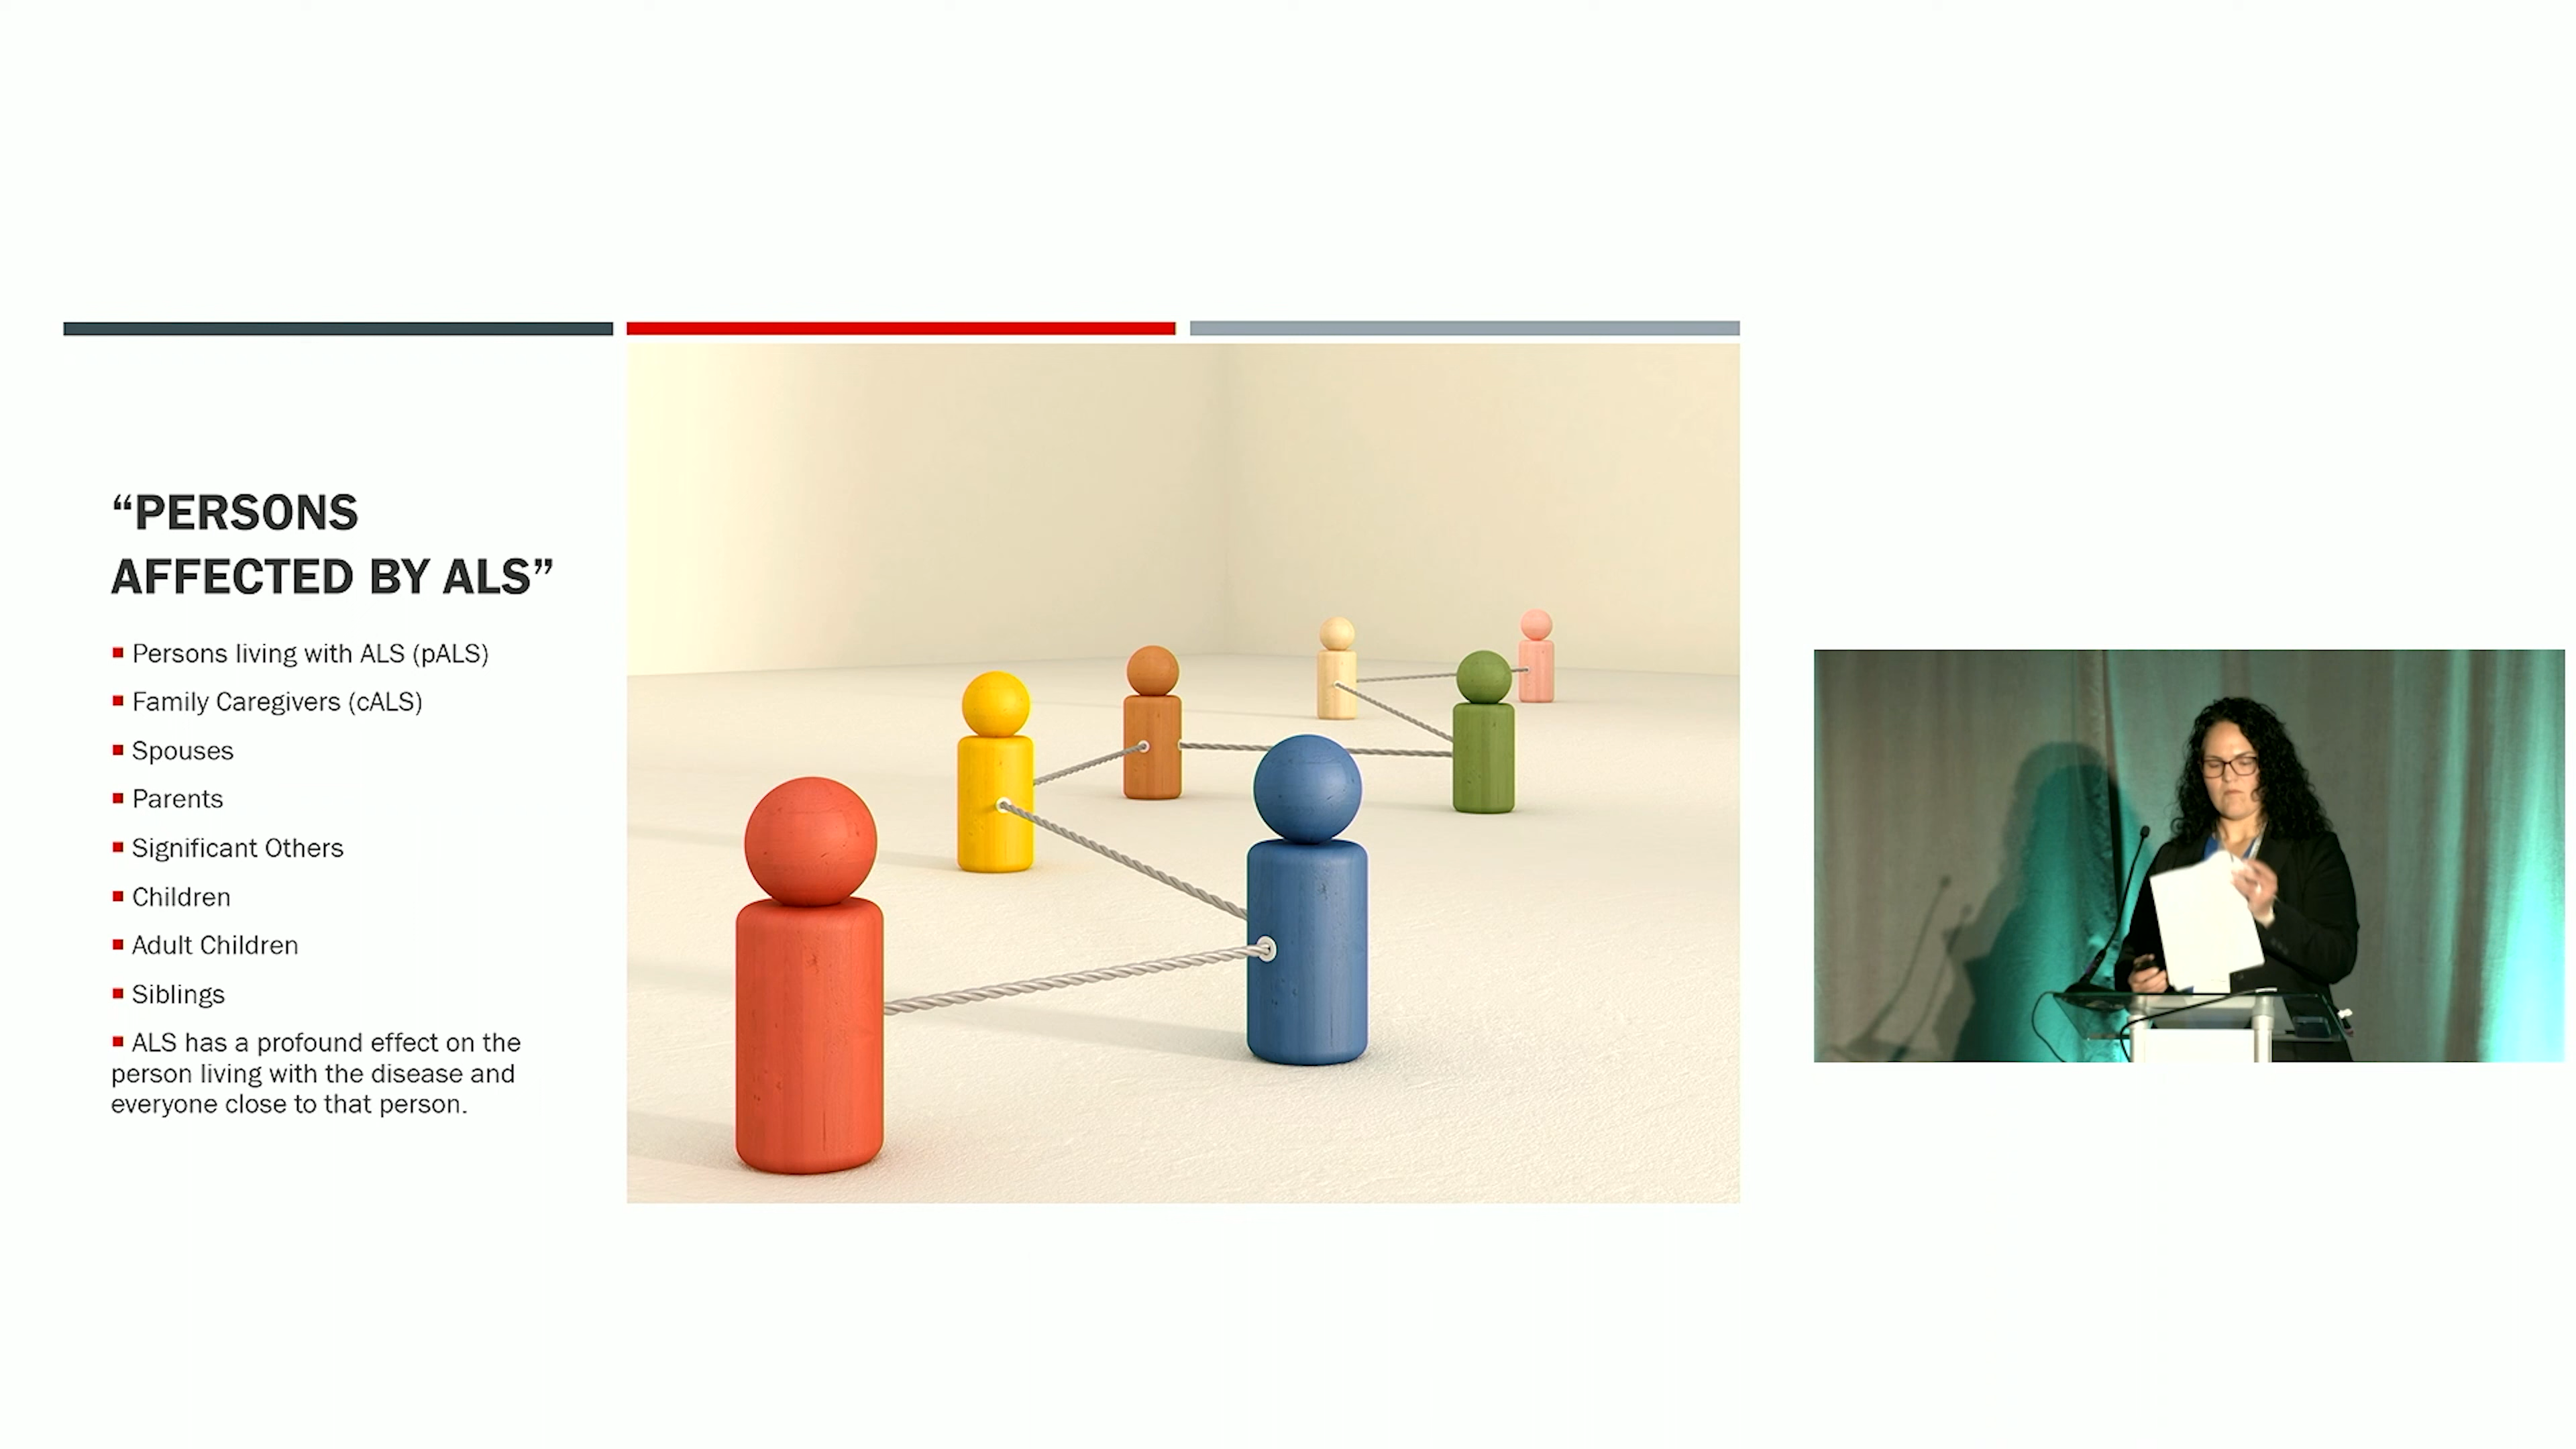 “PERSONS
AFFECTED BY ALS”
Persons living with ALS (pALS)
Family Caregivers (cALS)
Spouses
Parents
Significant Others
Children
Adult Children
Siblings
ALS has a profound effect on the
person living with the disease and
everyone close to that person.